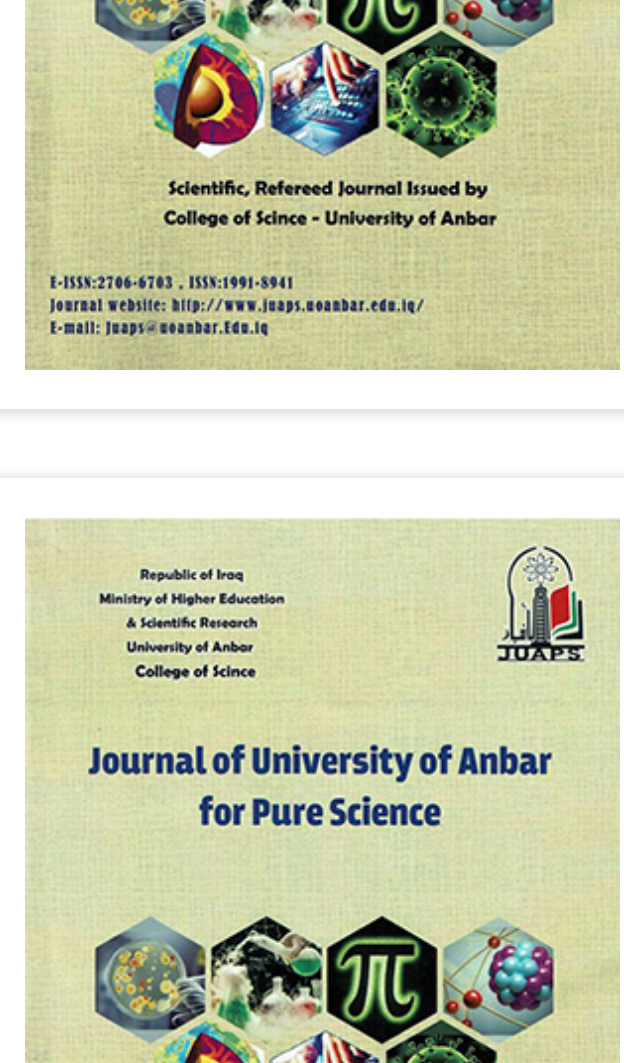 Scientific, Refereed Journal Issued by
College of Scince - University of Anbar
E-ISSN:2706-6703 , ISSN:1991-8941
Journal website: http://www.juaps.uoanbar.edu.iq/
E-mail: Juaps@uoanbar.Edu.iq
Republic of Iraq
Ministry of Higher Education
& Scientific Research
University of Anbar
College of Scince
JUAPS
Journal of University of Anbar
for Pure Science
π